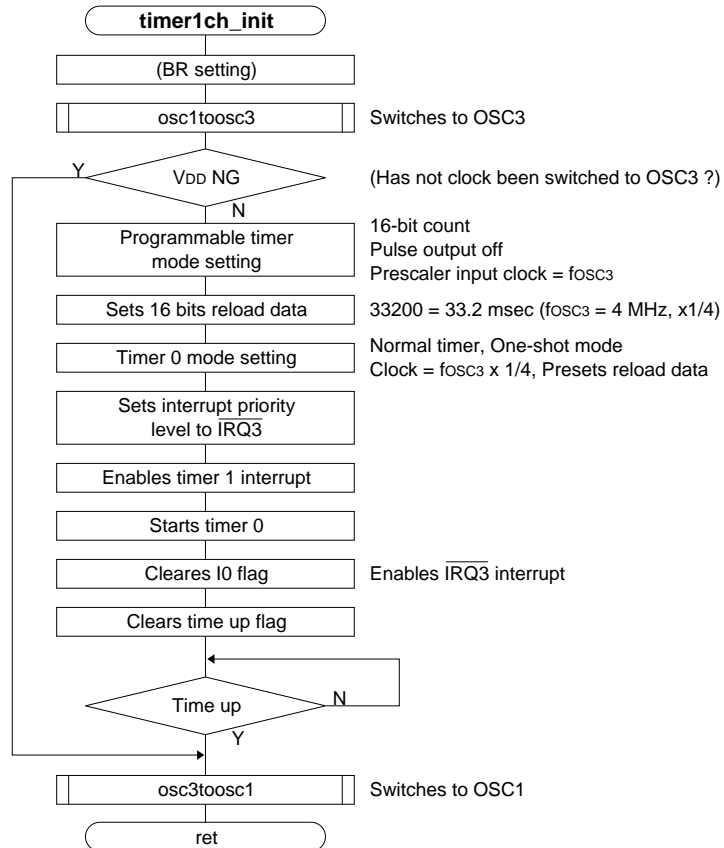 timer1ch_init
(BR setting)
osc1toosc3 Switches to OSC3
Y VDD NG (Has not clock been switched to OSC3 ?)
N
Programmable timer
mode setting
16-bit count
Pulse output off
Prescaler input clock = fOSC3
Sets 16 bits reload data 33200 = 33.2 msec (fOSC3 = 4 MHz, x1/4)
Timer 0 mode setting
Normal timer, One-shot mode
Clock = fOSC3 x 1/4, Presets reload data
Sets interrupt priority
level to IRQ3
Enables timer 1 interrupt
Starts timer 0
Cleares I0 flag Enables IRQ3 interrupt
Clears time up flag
Time up N
Y
osc3toosc1 Switches to OSC1
ret